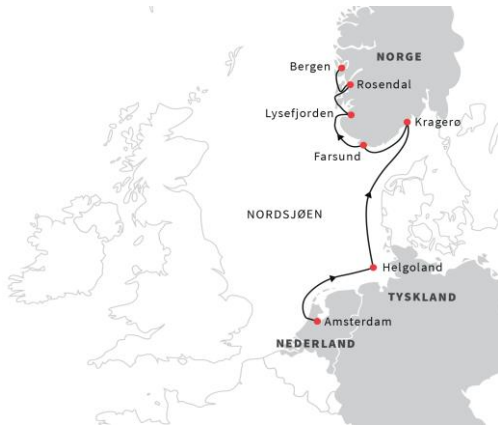 NORGE
Bergen
Rosendal
Lysefjorden
Kragerø
Farsund
NORDSJØEN
Helgoland
TYSKLAND
Amsterdam
NEDERLAND